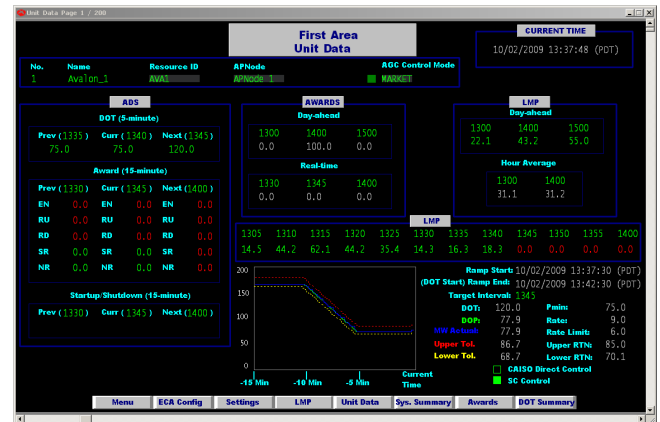 Unit Data Page 1 / 200
First Area
Unit Data
CURRENT TIME
10/02/2009 13:37:48 (PDT)
No. Name Resource ID APNode AGC Control Mode
1 Avalon_1 AVA1 APNode 1 MARKET
ADS
DOT (5-minute)
Prev (1335) Curr (1340) Next (1345)
75.0 75.0 120.0
Award (15-minute)
Prev (1330) Curr (1345) Next (1400)
EN 0.0 EN 0.0 EN 0.0
RU 0.0 RU 0.0 RU 0.0
RD 0.0 RD 0.0 RD 0.0
SR 0.0 SR 0.0 SR 0.0
NR 0.0 NR 0.0 NR 0.0
Startup/Shutdown (15-minute)
Prev (1330) Curr (1345) Next (1400)
AWARDS
Day-ahead
1300 1400 1500
0.0 100.0 0.0
Real-time
1330 1345 1400
0.0 0.0 0.0
LMP
Day-ahead
1300 1400 1500
22.1 43.2 55.0
Hour Average
1300 1400
31.1 31.2
LMP
1305 1310 1315 1320 1325 1330 1335 1340 1345 1350 1355 1400
14.5 44.2 62.1 44.2 35.4 14.3 16.3 18.3 0.0 0.0 0.0 0.0
200
150
100
50
0
-15 Min -10 Min -5 Min Current Time
Ramp Start: 10/02/2009 13:37:30 (PDT)
(DOT Start) Ramp End: 10/02/2009 13:42:30 (PDT)
Target Interval: 1345
DOT: 120.0 Pmin: 75.0
DOP: 77.9 Rate: 9.0
MW Actual: 77.9 Rate Limit: 6.0
Upper Tol. 86.7 Upper RTN: 85.0
Lower Tol. 68.7 Lower RTN: 70.1
CAISO Direct Control
SC Control
Menu ECA Config Settings LMP Unit Data Sys. Summary Awards DOT Summary